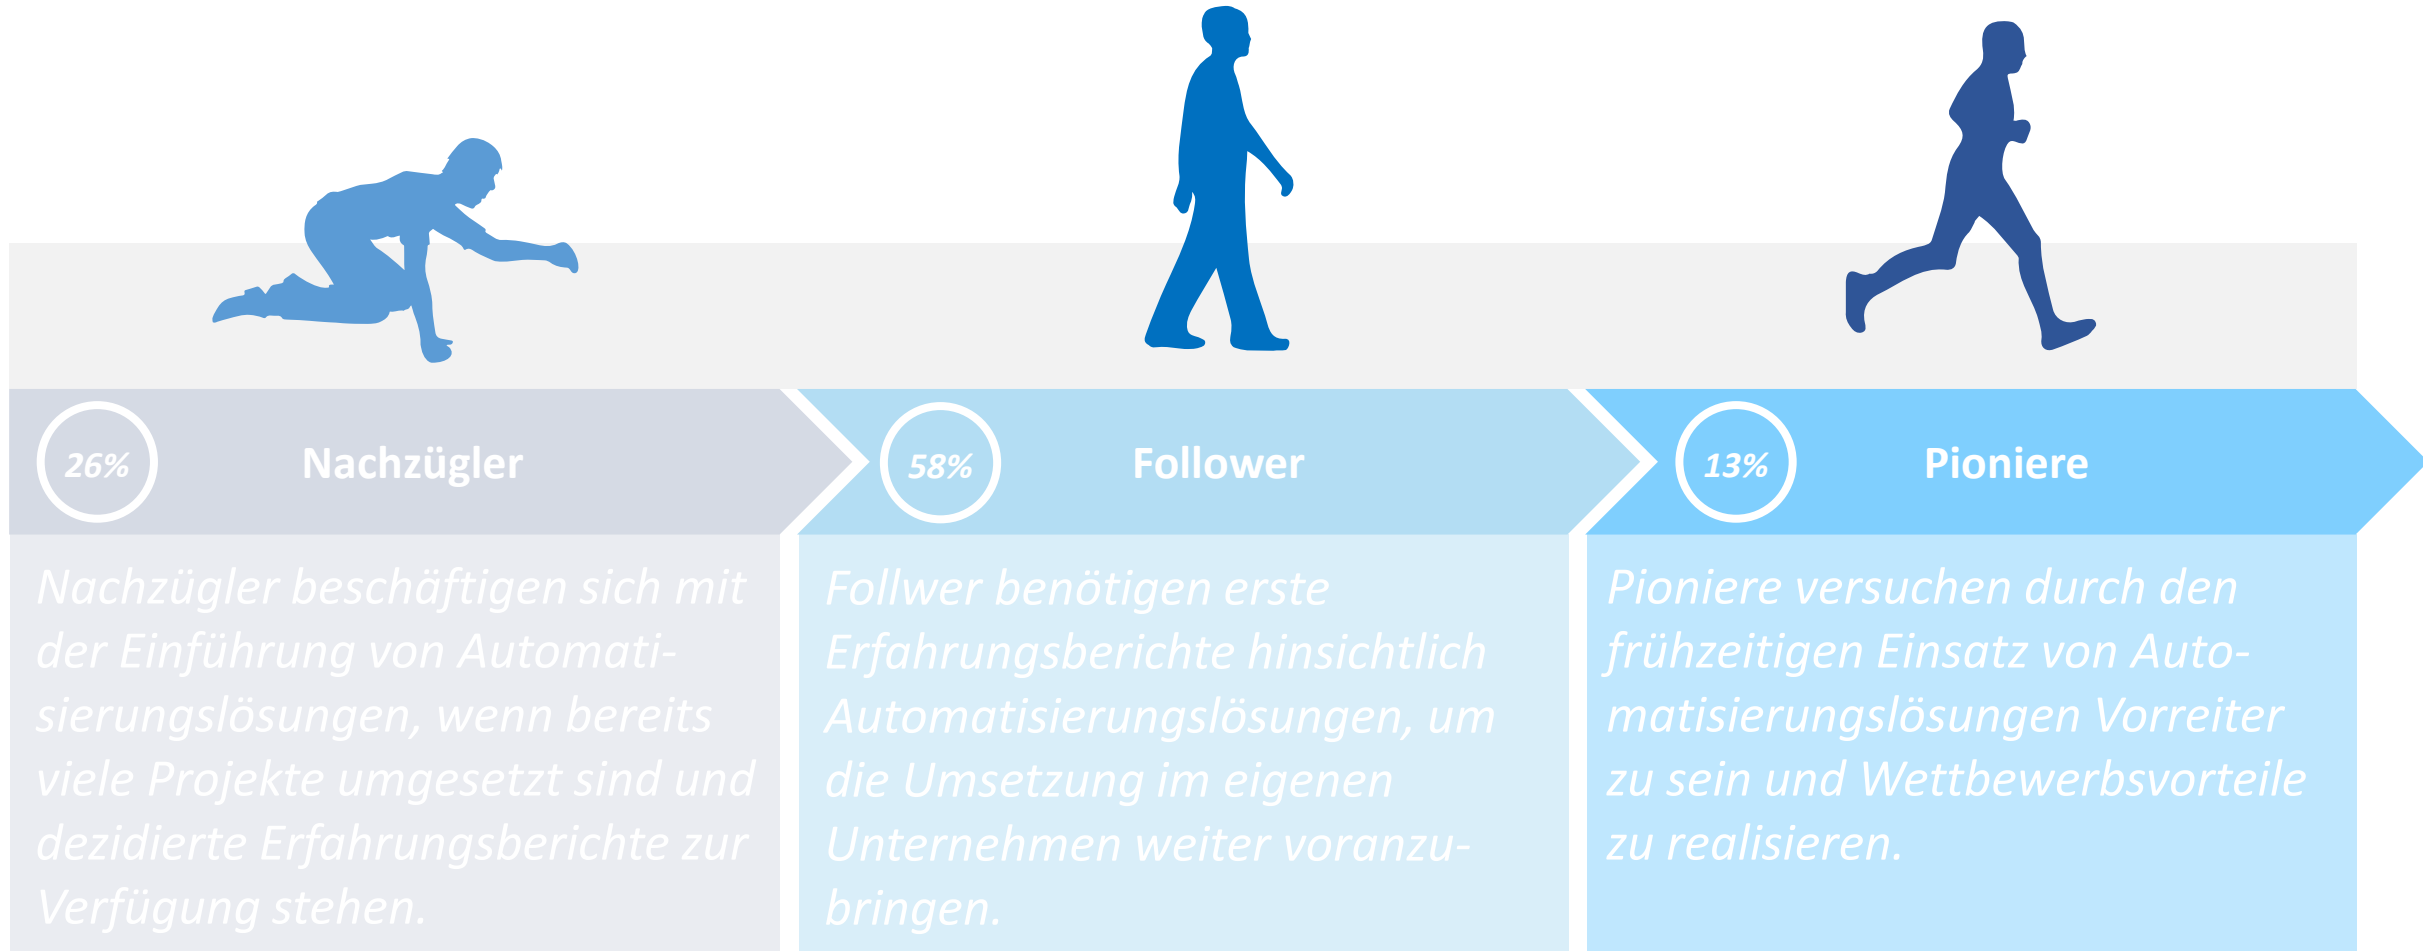 26%
Nachzügler
58%
Follower
13%
Pioniere
Nachzügler beschäftigen sich mit
der Einführung von Automati-
sierungslösungen, wenn bereits
viele Projekte umgesetzt sind und
dezidierte Erfahrungsberichte zur
Verfügung stehen.
Follwer benötigen erste
Erfahrungsberichte hinsichtlich
Automatisierungslösungen, um
die Umsetzung im eigenen
Unternehmen weiter voranzu-
bringen.
Pioniere versuchen durch den
frühzeitigen Einsatz von Auto-
matisierungslösungen Vorreiter
zu sein und Wettbewerbsvorteile
zu realisieren.